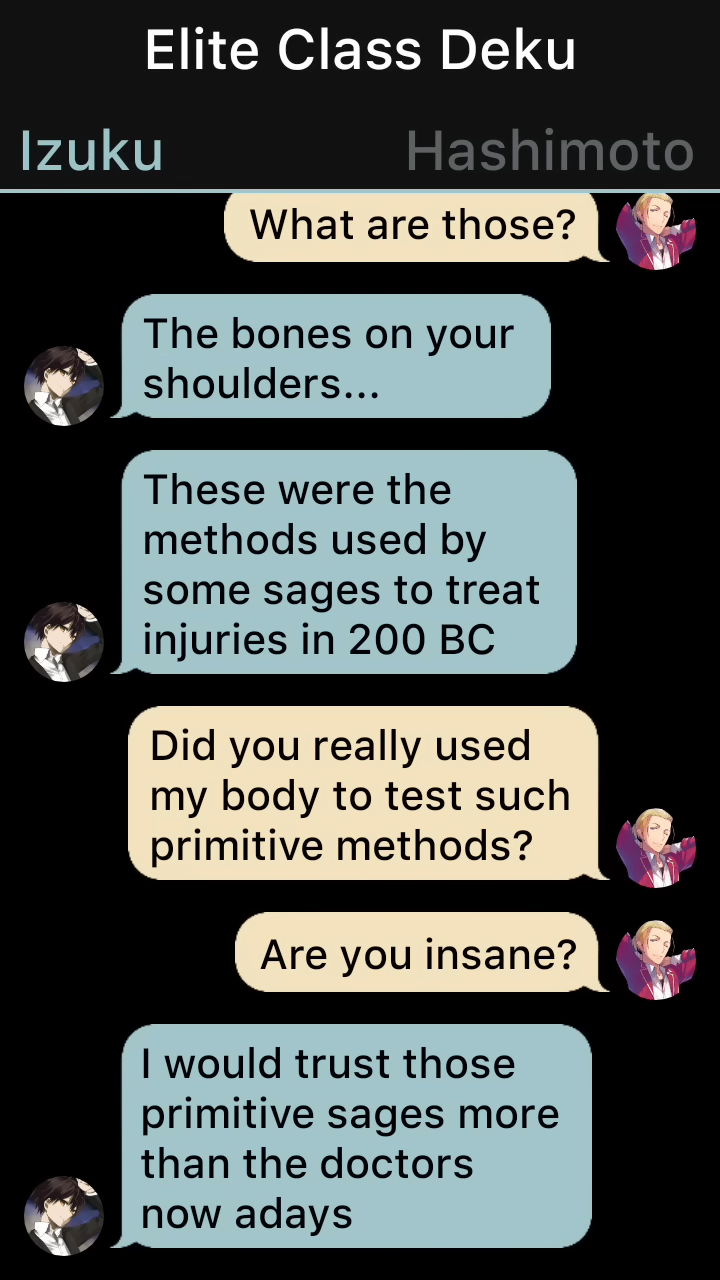 Elite Class Deku
Izuku
Hashimoto
What are those?
The bones on your
shoulders...
These were the
methods used by
some sages to treat
injuries in 200 BC
Did you really used
my body to test such
primitive methods?
Are you insane?
I would trust those
primitive sages more
than the doctors
now adays